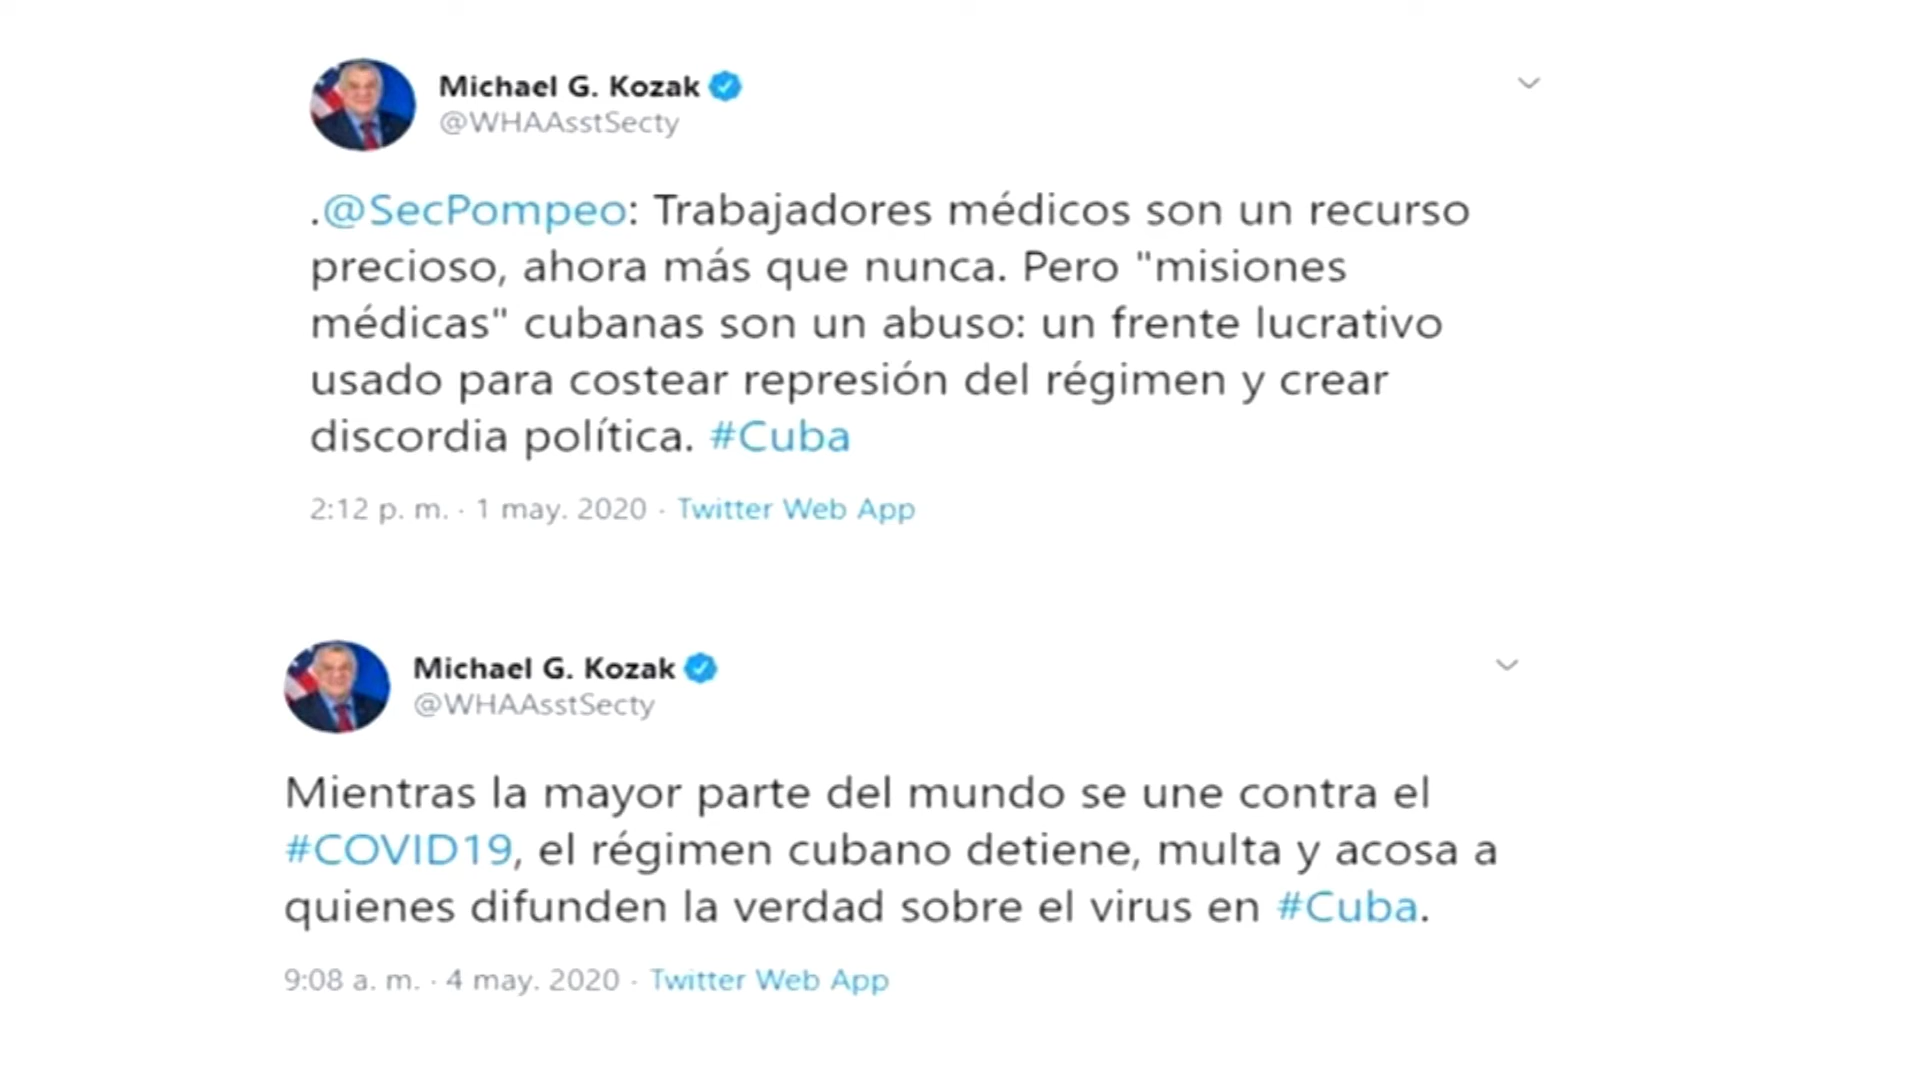 Michael G. Kozak
@WHAAsstSecty
.@SecPompeo: Trabajadores médicos son un recurso
precioso, ahora más que nunca. Pero "misiones
médicas" cubanas son un abuso: un frente lucrativo
usado para costear represión del régimen y crear
discordia política. #Cuba
2:12 p. m. · 1 may. 2020 · Twitter Web App
Michael G. Kozak
@WHAAsstSecty
Mientras la mayor parte del mundo se une contra el
#COVID19, el régimen cubano detiene, multa y acosa a
quienes difunden la verdad sobre el virus en #Cuba.
9:08 a. m. · 4 may. 2020 · Twitter Web App